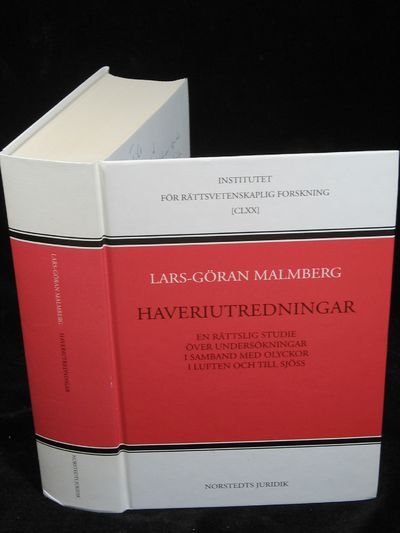 INSTITUTET
FÖR RÄTTSVETENSKAPLIG FORSKNING
[CLXX]
LARS-GÖRAN MALMBERG
HAVERIUTREDNINGAR
EN RÄTTSLIG STUDIE
ÖVER UNDERSÖKNINGAR
I SAMBAND MED OLYCKOR
I LUFTEN OCH TILL SJÖSS
NORSTEDTS JURIDIK
LARS-GÖRAN MALMBERG HAVERIUTREDNINGAR
NORSTEDTS JURIDIK